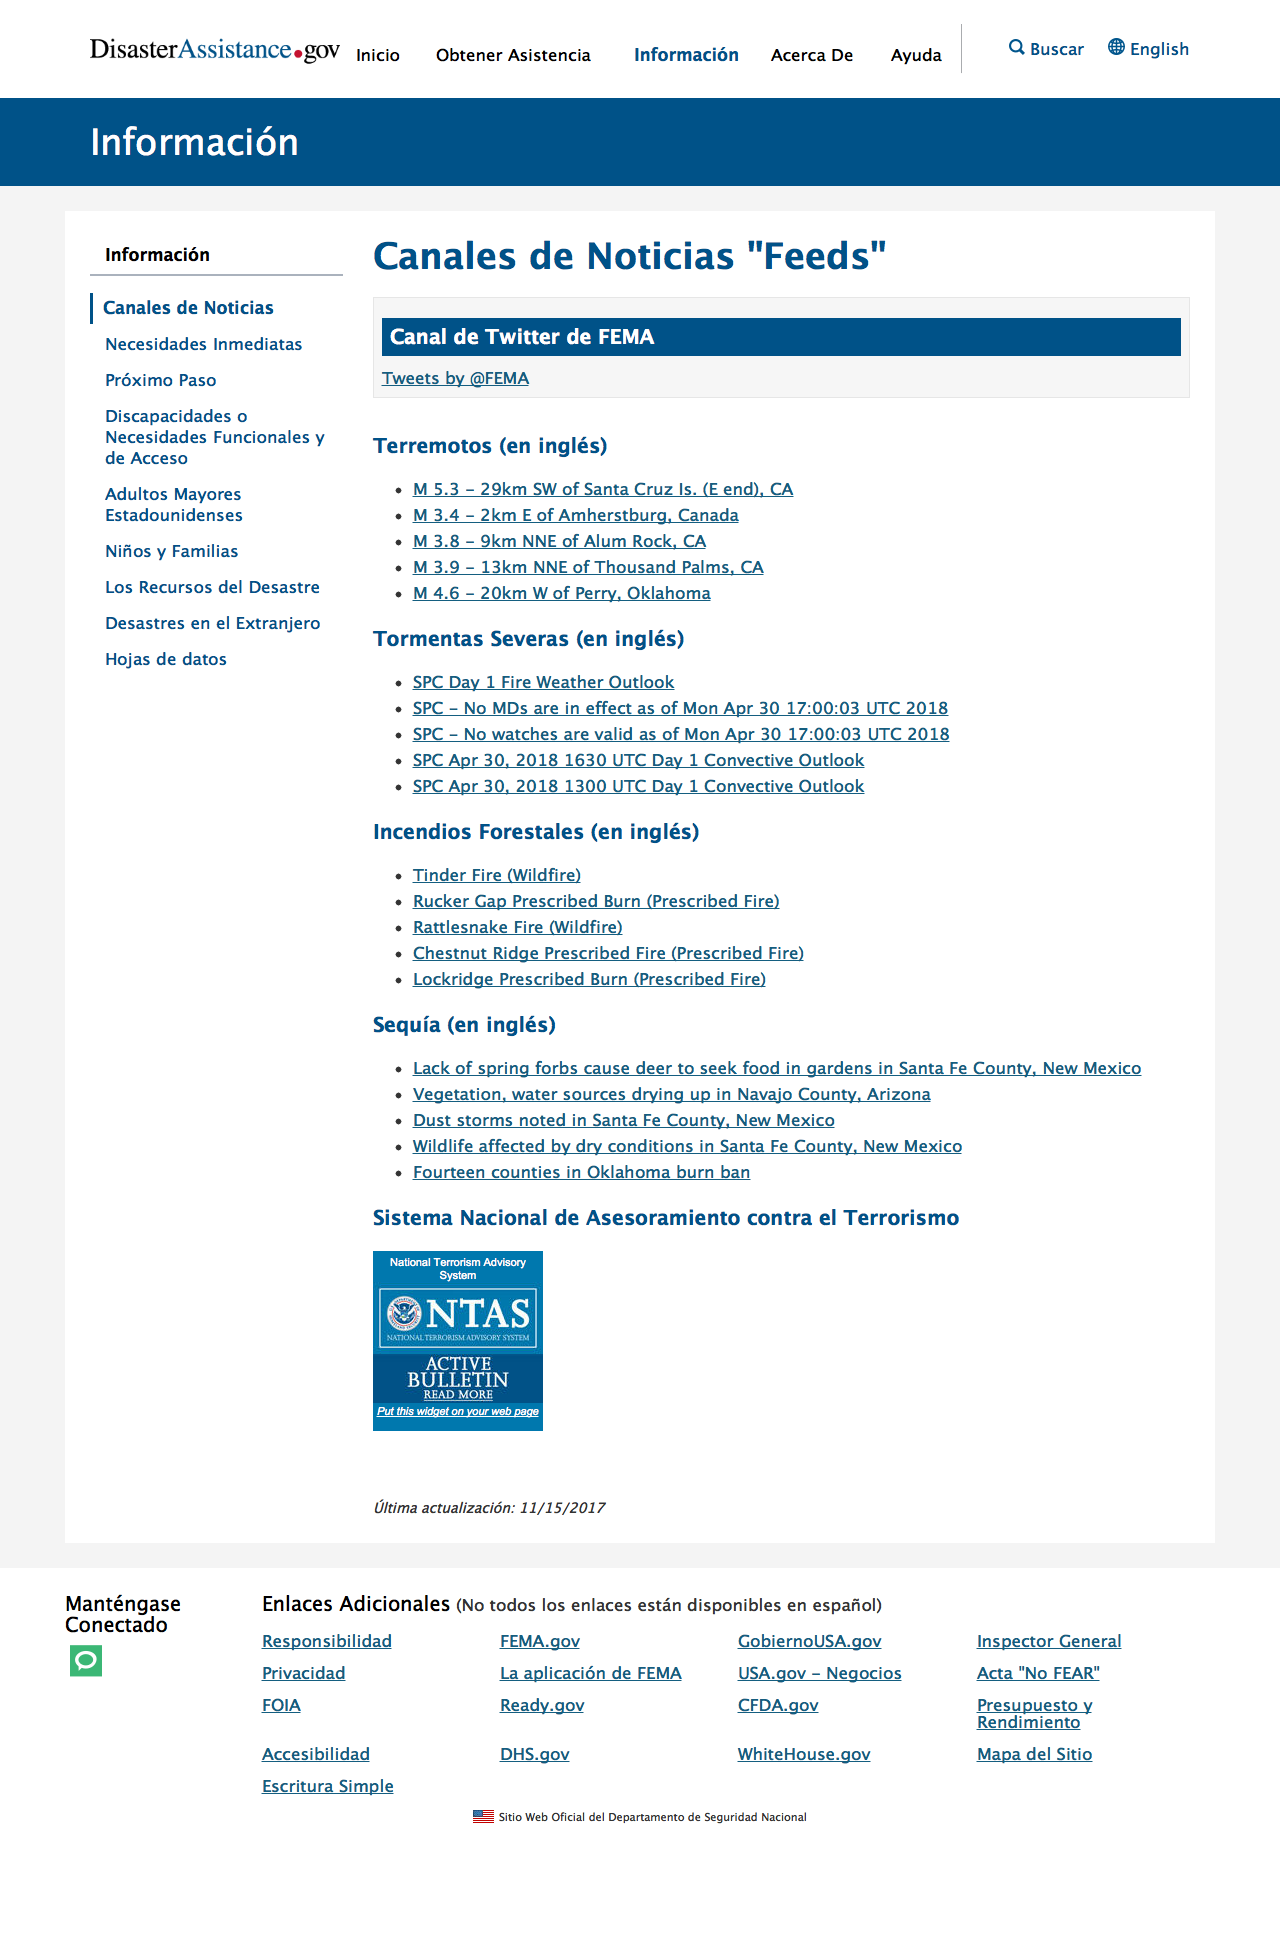 DisasterAssistance.gov
Inicio
Obtener Asistencia
Información
Acerca De
Ayuda
Buscar
English
Información
Información
Canales de Noticias
Necesidades Inmediatas
Próximo Paso
Discapacidades o
Necesidades Funcionales y
de Acceso
Adultos Mayores
Estadounidenses
Niños y Familias
Los Recursos del Desastre
Desastres en el Extranjero
Hojas de datos
Canales de Noticias "Feeds"
Canal de Twitter de FEMA
Tweets by @FEMA
Terremotos (en inglés)
M 5.3 - 29km SW of Santa Cruz Is. (E end), CA
M 3.4 - 2km E of Amherstburg, Canada
M 3.8 - 9km NNE of Alum Rock, CA
M 3.9 - 13km NNE of Thousand Palms, CA
M 4.6 - 20km W of Perry, Oklahoma
Tormentas Severas (en inglés)
SPC Day 1 Fire Weather Outlook
SPC - No MDs are in effect as of Mon Apr 30 17:00:03 UTC 2018
SPC - No watches are valid as of Mon Apr 30 17:00:03 UTC 2018
SPC Apr 30, 2018 1630 UTC Day 1 Convective Outlook
SPC Apr 30, 2018 1300 UTC Day 1 Convective Outlook
Incendios Forestales (en inglés)
Tinder Fire (Wildfire)
Rucker Gap Prescribed Burn (Prescribed Fire)
Rattlesnake Fire (Wildfire)
Chestnut Ridge Prescribed Fire (Prescribed Fire)
Lockridge Prescribed Burn (Prescribed Fire)
Sequía (en inglés)
Lack of spring forbs cause deer to seek food in gardens in Santa Fe County, New Mexico
Vegetation, water sources drying up in Navajo County, Arizona
Dust storms noted in Santa Fe County, New Mexico
Wildlife affected by dry conditions in Santa Fe County, New Mexico
Fourteen counties in Oklahoma burn ban
Sistema Nacional de Asesoramiento contra el Terrorismo
National Terrorism Advisory
System
NTAS
NATIONAL TERRORISM ADVISORY SYSTEM
ACTIVE
BULLETIN
READ MORE
Put this widget on your web page
Última actualización: 11/15/2017
Manténgase
Conectado
Enlaces Adicionales (No todos los enlaces están disponibles en español)
Responsibilidad
FEMA.gov
GobiernoUSA.gov
Inspector General
Privacidad
La aplicación de FEMA
USA.gov - Negocios
Acta "No FEAR"
FOIA
Ready.gov
CFDA.gov
Presupuesto y
Rendimiento
Accesibilidad
DHS.gov
WhiteHouse.gov
Mapa del Sitio
Escritura Simple
Sitio Web Oficial del Departamento de Seguridad Nacional